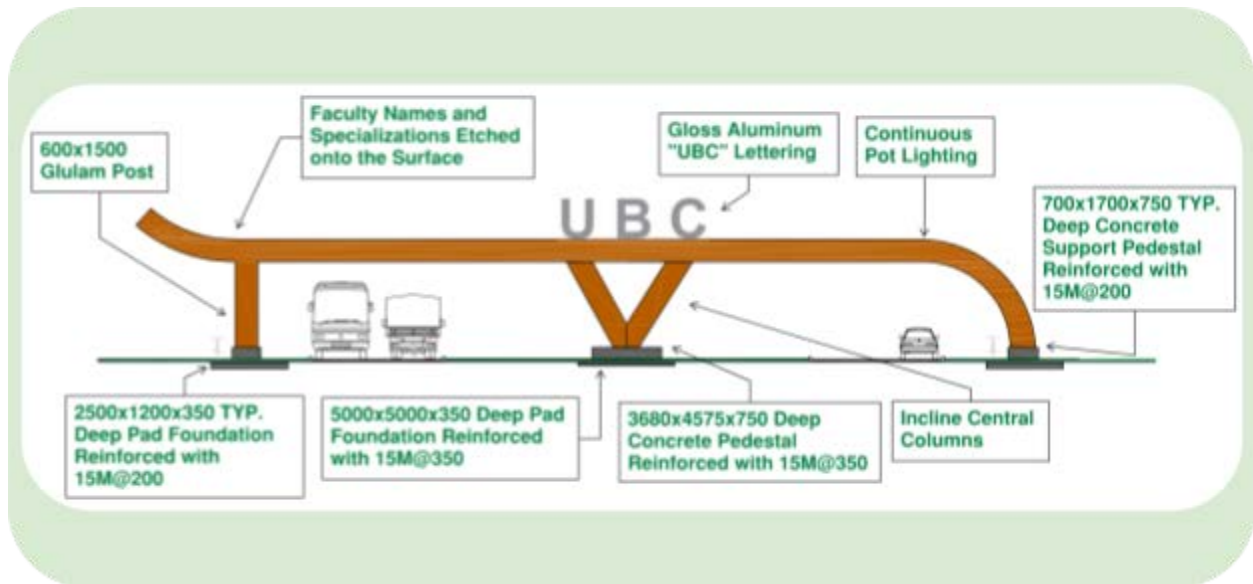 Faculty Names and
Specializations Etched
onto the Surface
Gloss Aluminum
"UBC" Lettering
Continuous
Pot Lighting
600x1500
Glulam Post
700x1700x750 TYP.
Deep Concrete
Support Pedestal
Reinforced with
15M@200
U B C
2500x1200x350 TYP.
Deep Pad Foundation
Reinforced with
15M@200
5000x5000x350 Deep Pad
Foundation Reinforced
with 15M@350
3680x4575x750 Deep
Concrete Pedestal
Reinforced with 15M@350
Incline Central
Columns